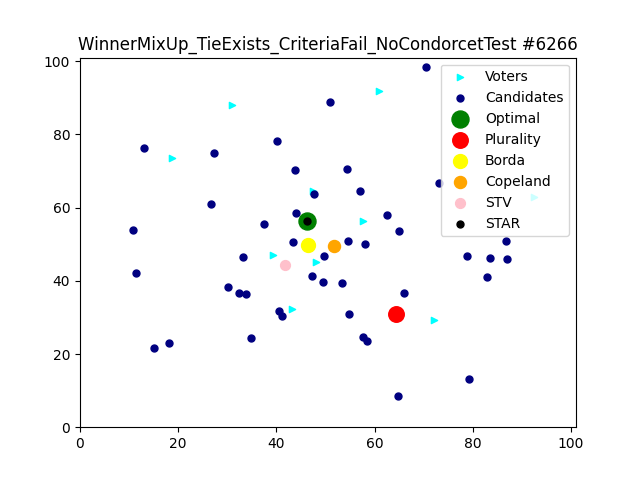 WinnerMixUp_TieExists_CriteriaFail_NoCondorcetTest #6266
100
80
60
40
20
0
0 20 40 60 80 100
Voters
Candidates
Optimal
Plurality
Borda
Copeland
STV
STAR